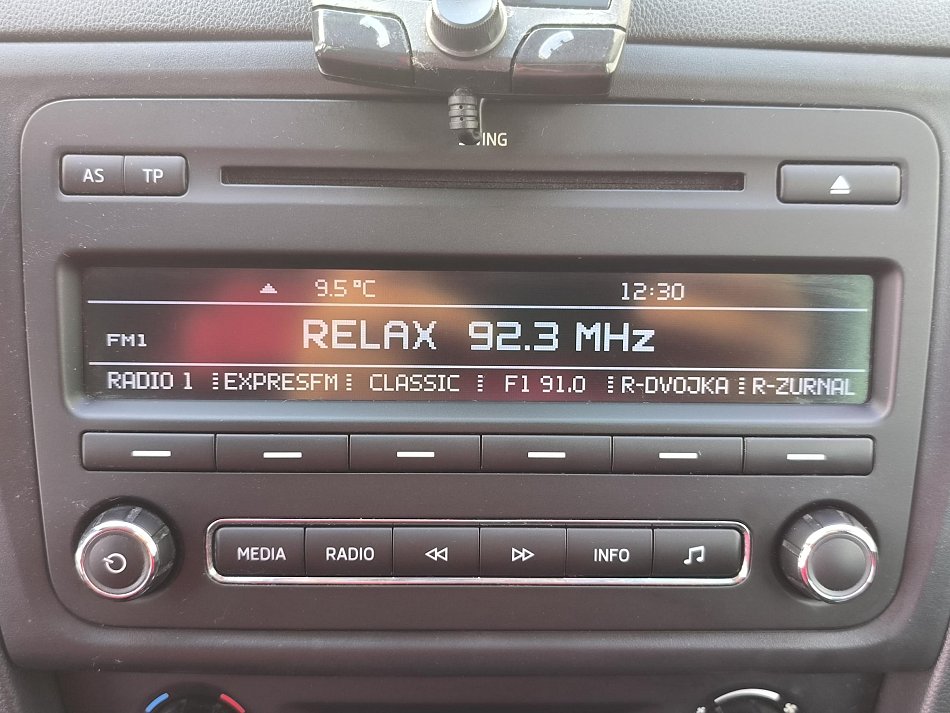 AS TP
9.5 °C 12:30
FM1 RELAX 92.3 MHz
RADIO 1 EXPRESFM CLASSIC F1 91.0 R-DVOJKA R-ZURNAL
MEDIA RADIO INFO